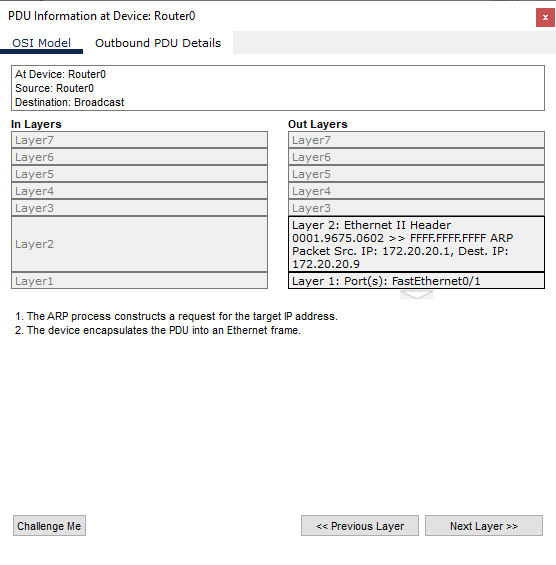 PDU Information at Device: Router0
x
OSI Model
Outbound PDU Details
At Device: Router0
Source: Router0
Destination: Broadcast
In Layers
Layer7
Layer6
Layer5
Layer4
Layer3
Layer2
Layer1
Out Layers
Layer7
Layer6
Layer5
Layer4
Layer3
Layer 2: Ethernet II Header
0001.9675.0602 >> FFFF.FFFF.FFFF ARP
Packet Src. IP: 172.20.20.1, Dest. IP:
172.20.20.9
Layer 1: Port(s): FastEthernet0/1
1. The ARP process constructs a request for the target IP address.
2. The device encapsulates the PDU into an Ethernet frame.
Challenge Me
<< Previous Layer
Next Layer >>